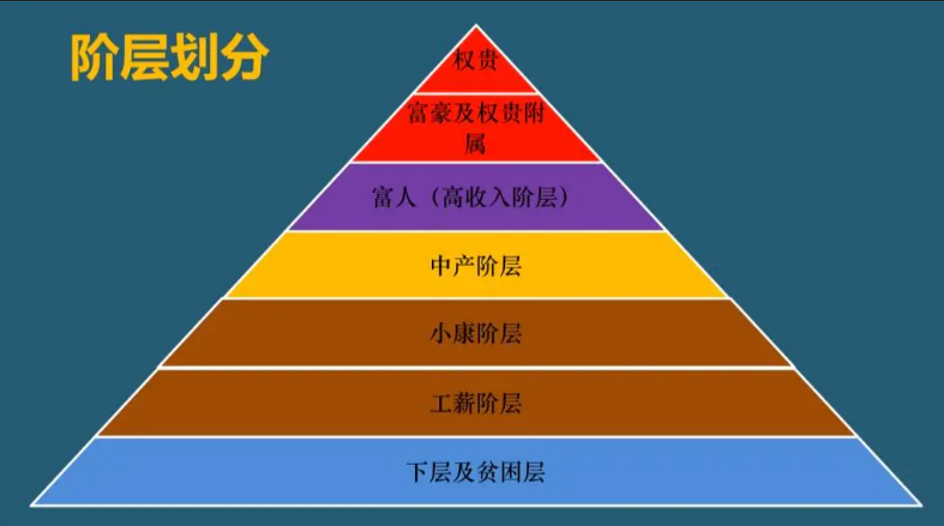 阶层划分
权贵
富豪及权贵附
属
富人（高收入阶层）
中产阶层
小康阶层
工薪阶层
下层及贫困层